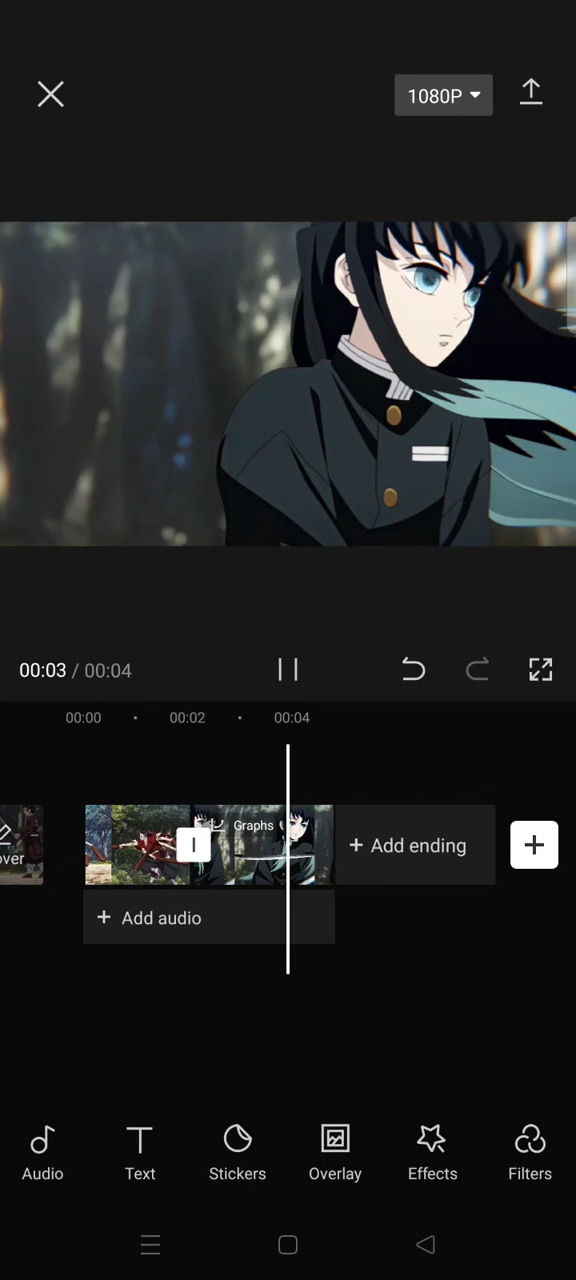 1080P
00:03 / 00:04
00:00
00:02
00:04
Graphs
over
+ Add ending
+ Add audio
Audio
Text
Stickers
Overlay
Effects
Filters